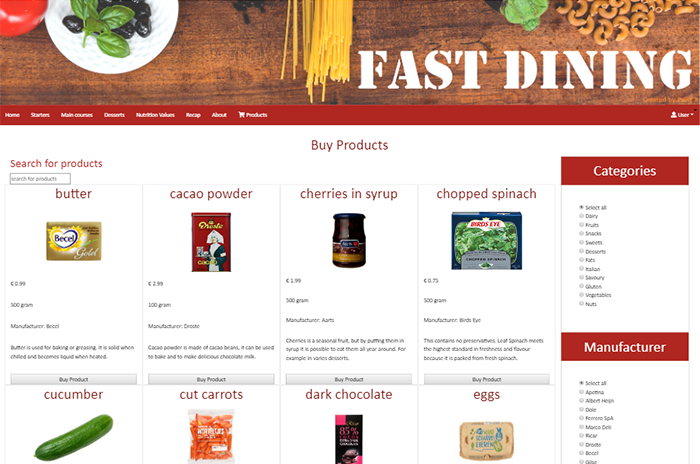 FAST DINING
Home Starters Main courses Desserts Nutrition Values Recap About Products User
Buy Products
Search for products
search for products
butter
Becel
Gold
€ 0.99
500 gram
Manufacturer: Becel
Butter is used for baking or greasing. It is solid when
chilled and becomes liquid when heated.
Buy Product
cacao powder
Droste
€ 2.99
100 gram
Manufacturer: Droste
Cacao powder is made of cacao beans, it can be used
to bake and to make delicious chocolate milk.
Buy Product
cherries in syrup
€ 1.99
500 gram
Manufacturer: Aarts
Cherries is a seasonal fruit, but by putting them in
syrup it is possible to eat them all year around. For
example in varies desserts.
Buy Product
chopped spinach
BIRDS EYE
CHOPPED SPINACH
€ 0.75
500 gram
Manufacturer: Birds Eye
This contains no preservatives. Leaf Spinach meets
the highest standard in freshness and flavour
because it is packed from fresh spinach.
Buy Product
cucumber
cut carrots
dark chocolate
85%
eggs
Categories
Select all
Dairy
Fruits
Snacks
Sweets
Desserts
Fats
Italian
Savoury
Gluten
Vegetables
Nuts
Manufacturer
Select all
Apetina
Albert Heijn
Dole
Ferrero SpA
Marco Deli
Ricar
Droste
Becel